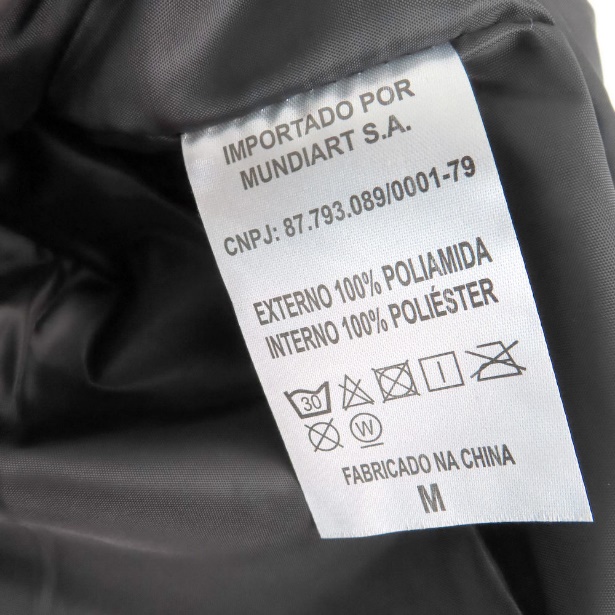 IMPORTADO POR
MUNDIART S.A.
CNPJ: 87.793.089/0001-79
EXTERNO 100% POLIAMIDA
INTERNO 100% POLIÉSTER
30
W
FABRICADO NA CHINA
M